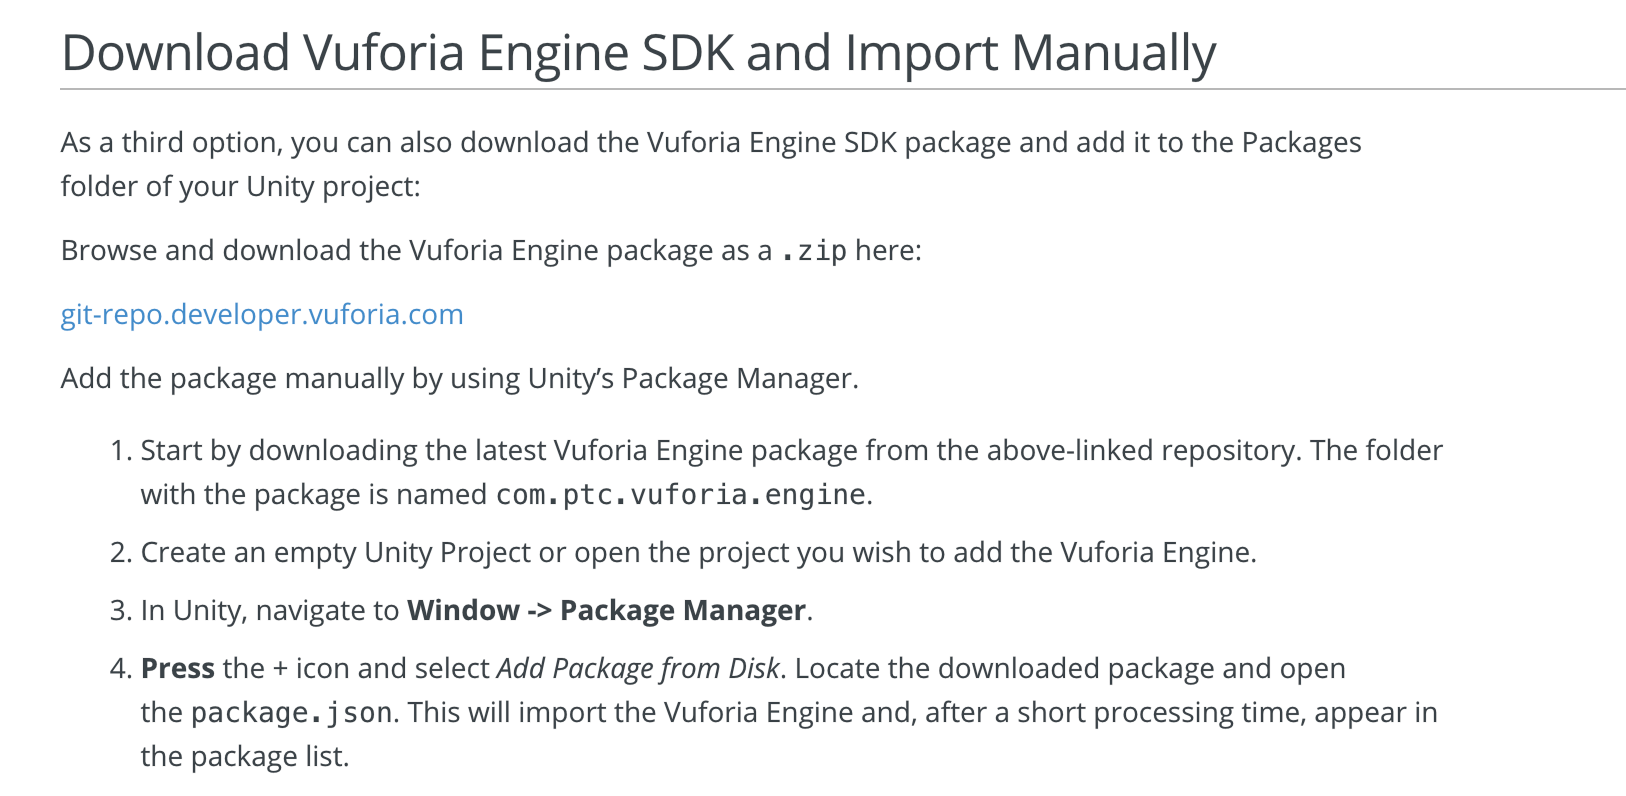 Download Vuforia Engine SDK and Import Manually
As a third option, you can also download the Vuforia Engine SDK package and add it to the Packages
folder of your Unity project:
Browse and download the Vuforia Engine package as a .zip here:
git-repo.developer.vuforia.com
Add the package manually by using Unity’s Package Manager.
1. Start by downloading the latest Vuforia Engine package from the above-linked repository. The folder
with the package is named com.ptc.vuforia.engine.
2. Create an empty Unity Project or open the project you wish to add the Vuforia Engine.
3. In Unity, navigate to Window -> Package Manager.
4. Press the + icon and select Add Package from Disk. Locate the downloaded package and open
the package.json. This will import the Vuforia Engine and, after a short processing time, appear in
the package list.